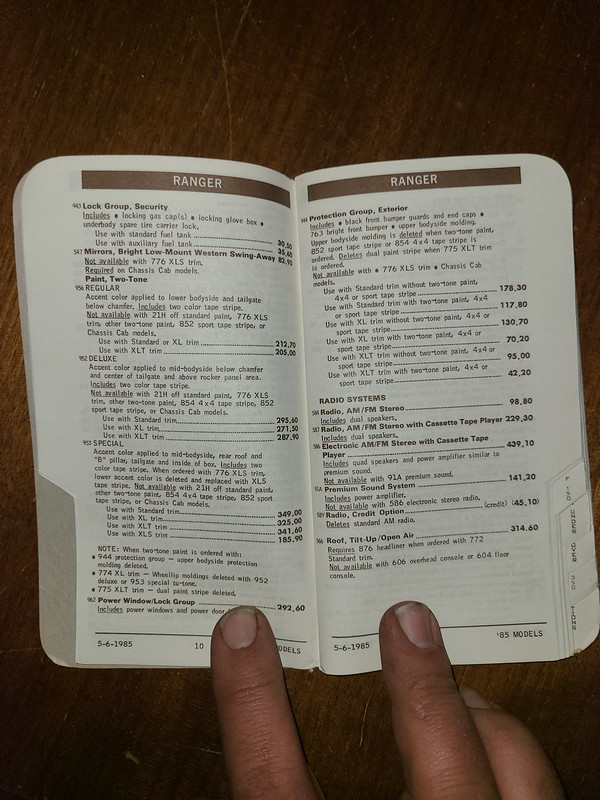 RANGER
943 Lock Group, Security
Includes • locking gas cap(s) • locking glove box •
underbody spare tire carrier lock.
Use with standard fuel tank 30.50
Use with auxiliary fuel tank 35.60
547 Mirrors, Bright Low-Mount Western Swing-Away 82.90
Not available with 776 XLS trim.
Required on Chassis Cab models.
Paint, Two-Tone
956 REGULAR
Accent color applied to lower bodyside and tailgate
below chamfer. Includes two color tape stripe.
Not available with 21H off standard paint, 776 XLS
trim, other two-tone paint, 852 sport tape stripe, or
Chassis Cab models.
Use with Standard or XL trim 212.70
Use with XLT trim 205.00
952 DELUXE
Accent color applied to mid-bodyside below chamfer
and center of tailgate and above rocker panel area.
Includes two color tape stripe.
Not available with 21H off standard paint, 776 XLS
trim, other two-tone paint, 854 4x4 tape stripe, 852
sport tape stripe, or Chassis Cab models.
Use with Standard trim 295.60
Use with XL trim 271.50
Use with XLT trim 287.90
953 SPECIAL
Accent color applied to mid-bodyside, rear roof and
"B" pillar, tailgate and inside of box. Includes two
color tape stripe. When ordered with 776 XLS trim,
lower accent color is deleted and replaced with XLS
tape stripe. Not available with 21H off standard paint,
other two-tone paint, 854 4x4 tape stripe, 852 sport
tape stripe, or Chassis Cab models.
Use with Standard trim 349.00
Use with XL trim 325.00
Use with XLT trim 341.60
Use with XLS trim 185.90
NOTE: When two-tone paint is ordered with:
• 944 protection group — upper bodyside protection
molding deleted.
• 774 XL trim — Wheellip moldings deleted with 952
deluxe or 953 special tu-tone.
• 775 XLT trim — dual paint stripe deleted.
962 Power Window/Lock Group 292.60
Includes power windows and power door
5-6-1985 10 ODELS
RANGER
944 Protection Group, Exterior
Includes • black front bumper guards and end caps •
763 bright front bumper • upper bodyside molding.
Upper bodyside molding is deleted when two-tone paint,
852 sport tape stripe or 854 4x4 tape stripe is
ordered. Deletes dual paint stripe when 775 XLT trim
is ordered.
Not available with • 776 XLS trim • Chassis Cab
models.
Use with Standard trim without two-tone paint,
4x4 or sport tape stripe 178.30
Use with Standard trim with two-tone paint, 4x4
or sport tape stripe 117.80
Use with XL trim without two-tone paint, 4x4 or
sport tape stripe 130.70
Use with XL trim with two-tone paint, 4x4 or
sport tape stripe 70.20
Use with XLT trim without two-tone paint, 4x4 or
sport tape stripe 95.00
Use with XLT trim with two-tone paint, 4x4 or
sport tape stripe 42.20
RADIO SYSTEMS
584 Radio, AM/FM Stereo 98.80
Includes dual speakers.
587 Radio, AM/FM Stereo with Cassette Tape Player 229.30
Includes dual speakers.
586 Electronic AM/FM Stereo with Cassette Tape
Player 439.10
Includes quad speakers and power amplifier similar to
premium sound.
Not available with 91A premium sound.
91A Premium Sound System 141.20
Includes power amplifier.
Not available with 586 electronic stereo radio.
58Y Radio, Credit Option (credit) (45.10)
Deletes standard AM radio.
566 Roof, Tilt-Up/Open Air 314.60
Requires 876 headliner when ordered with 772
Standard trim.
Not available with 606 overhead console or 604 floor
console.
5-6-1985 '85 MODELS